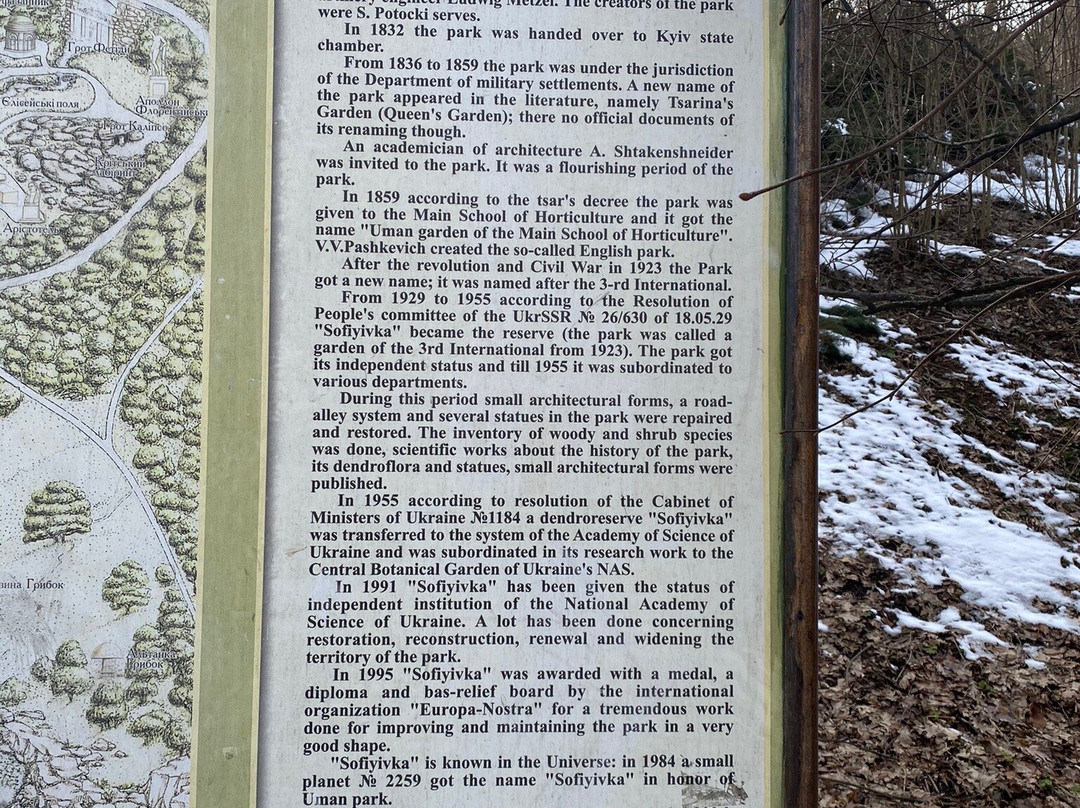 Грот Фетіди
Єлісейські поля
Аполлон
Флорентійський
Грот Каліпсо
Критський
лабіринт
Арістотель
Грибок
Альтанка
Грибок
artillery engineer Ludwig Metzel. The creators of the park
were S. Potocki serves.
In 1832 the park was handed over to Kyiv state
chamber.
From 1836 to 1859 the park was under the jurisdiction
of the Department of military settlements. A new name of
the park appeared in the literature, namely Tsarina's
Garden (Queen's Garden); there no official documents of
its renaming though.
An academician of architecture A. Shtakenshneider
was invited to the park. It was a flourishing period of the
park.
In 1859 according to the tsar's decree the park was
given to the Main School of Horticulture and it got the
name "Uman garden of the Main School of Horticulture".
V.V.Pashkevich created the so-called English park.
After the revolution and Civil War in 1923 the Park
got a new name; it was named after the 3-rd International.
From 1929 to 1955 according to the Resolution of
People's committee of the UkrSSR № 26/630 of 18.05.29
"Sofiyivka" became the reserve (the park was called a
garden of the 3rd International from 1923). The park got
its independent status and till 1955 it was subordinated to
various departments.
During this period small architectural forms, a road-
alley system and several statues in the park were repaired
and restored. The inventory of woody and shrub species
was done, scientific works about the history of the park,
its dendroflora and statues, small architectural forms were
published.
In 1955 according to resolution of the Cabinet of
Ministers of Ukraine №1184 a dendroreserve "Sofiyivka"
was transferred to the system of the Academy of Science of
Ukraine and was subordinated in its research work to the
Central Botanical Garden of Ukraine's NAS.
In 1991 "Sofiyivka" has been given the status of
independent institution of the National Academy of
Science of Ukraine. A lot has been done concerning
restoration, reconstruction, renewal and widening the
territory of the park.
In 1995 "Sofiyivka" was awarded with a medal, a
diploma and bas-relief board by the international
organization "Europa-Nostra" for a tremendous work
done for improving and maintaining the park in a very
good shape.
"Sofiyivka" is known in the Universe: in 1984 a small
planet № 2259 got the name "Sofiyivka" in honor of
Uman park.